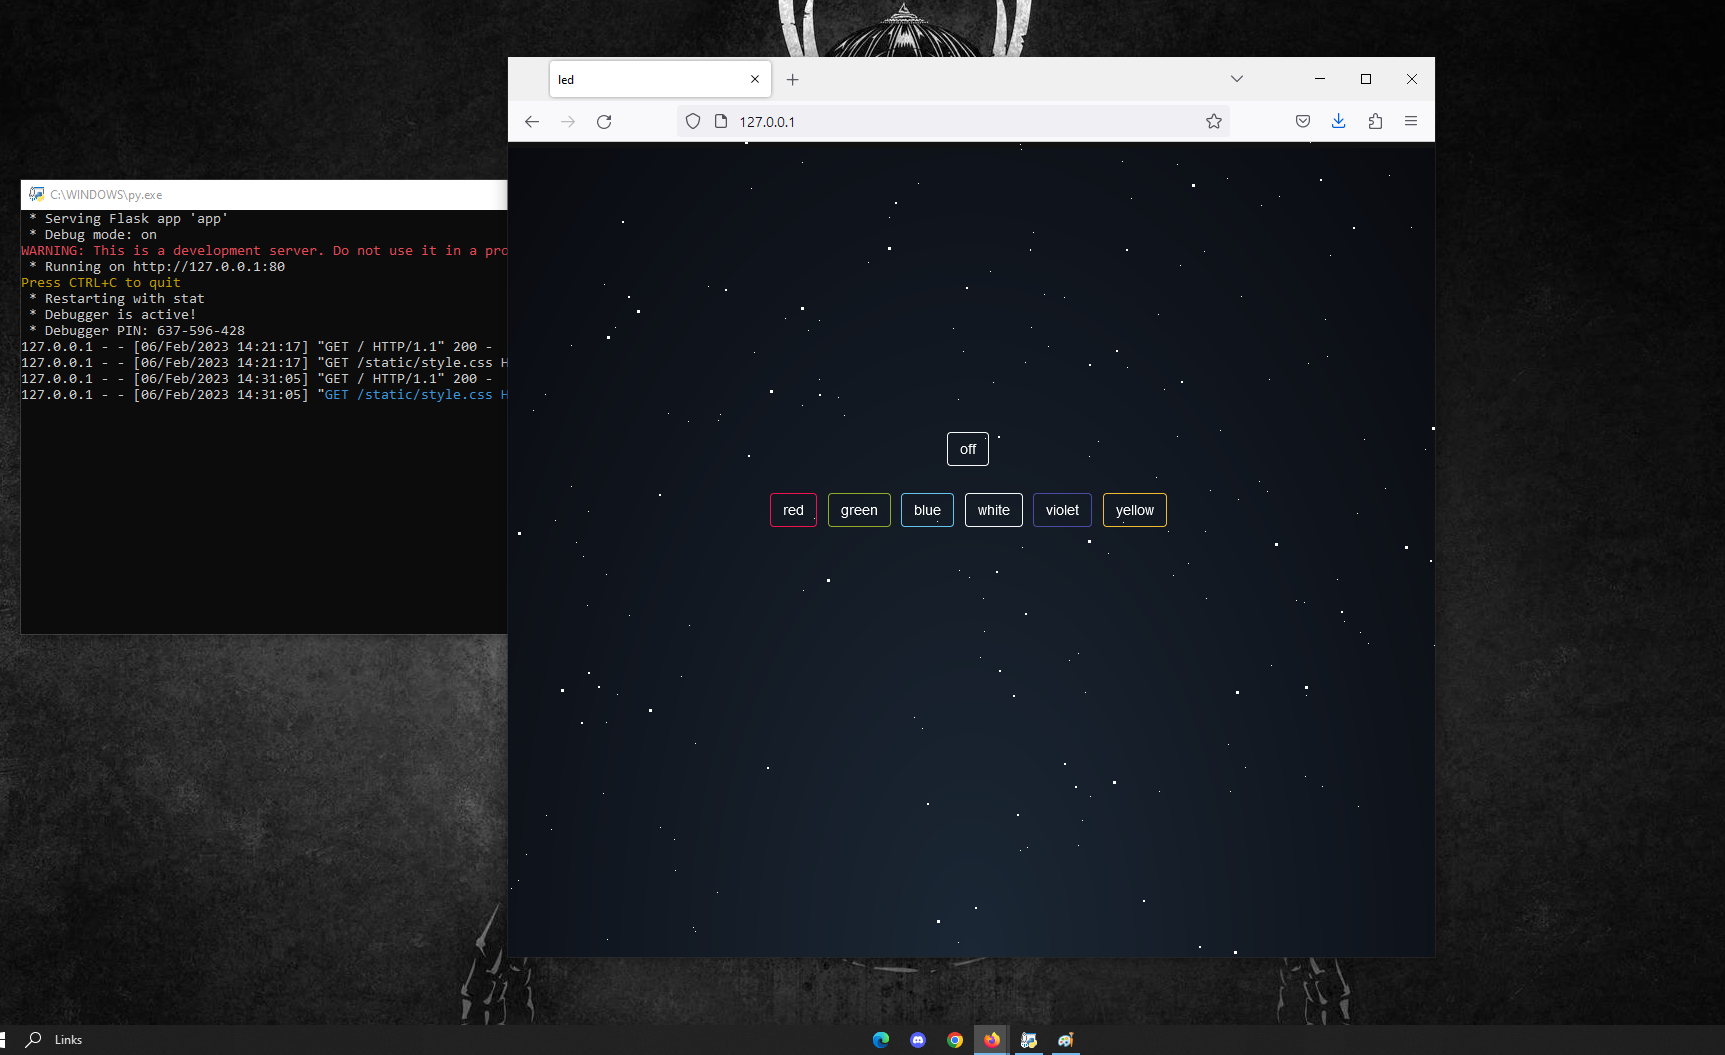 led
127.0.0.1
C:\WINDOWS\py.exe
* Serving Flask app 'app'
* Debug mode: on
WARNING: This is a development server. Do not use it in a pro
* Running on http://127.0.0.1:80
Press CTRL+C to quit
* Restarting with stat
* Debugger is active!
* Debugger PIN: 637-596-428
127.0.0.1 - - [06/Feb/2023 14:21:17] "GET / HTTP/1.1" 200 -
127.0.0.1 - - [06/Feb/2023 14:21:17] "GET /static/style.css H
127.0.0.1 - - [06/Feb/2023 14:31:05] "GET / HTTP/1.1" 200 -
127.0.0.1 - - [06/Feb/2023 14:31:05] "GET /static/style.css H
off
red green blue white violet yellow
Links